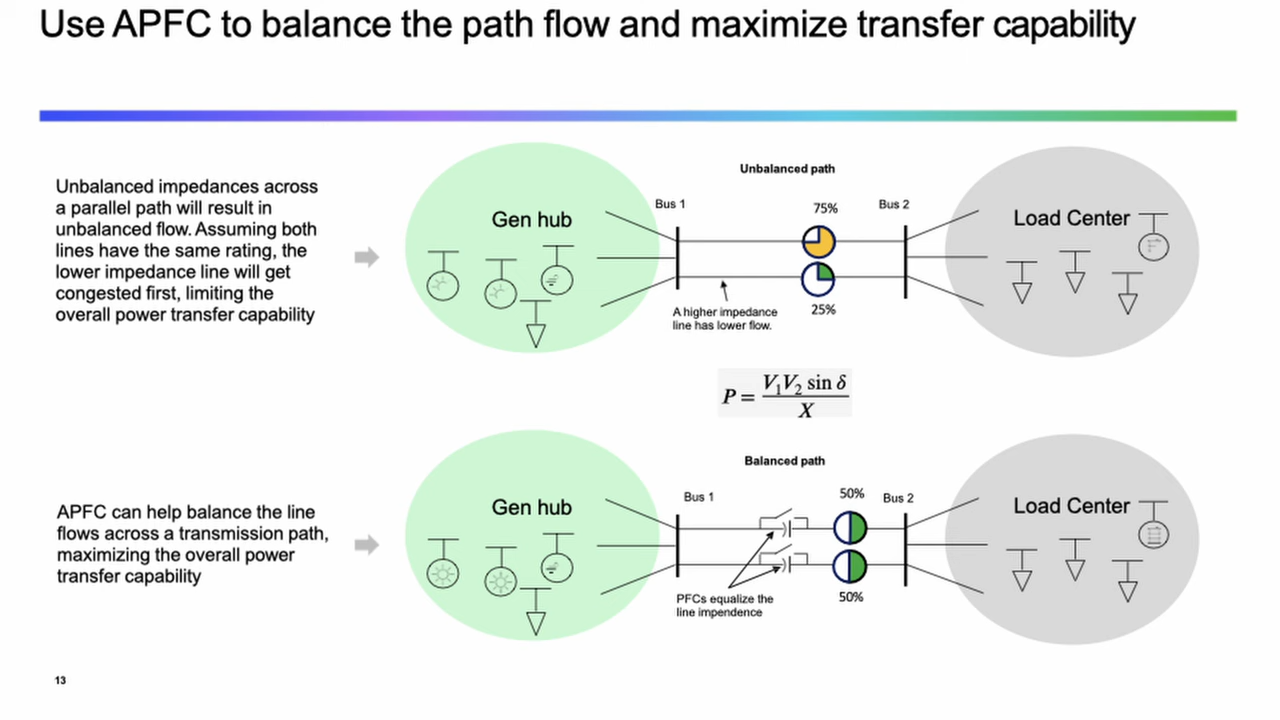 Use APFC to balance the path flow and maximize transfer capability
Unbalanced impedances across
a parallel path will result in
unbalanced flow. Assuming both
lines have the same rating, the
lower impedance line will get
congested first, limiting the
overall power transfer capability
Gen hub
Unbalanced path
Bus 1
75%
Bus 2
Load Center
A higher impedance
line has lower flow.
25%
P = V₁V₂ sin δ / X
APFC can help balance the line
flows across a transmission path,
maximizing the overall power
transfer capability
Gen hub
Balanced path
Bus 1
50%
Bus 2
Load Center
PFCs equalize the
line impendence
50%
13